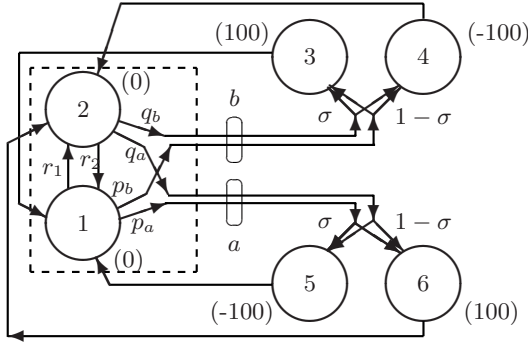 (100) 3 4 (-100)
(0)
2 q_b b σ 1 − σ
r_1 r_2 q_a
p_b
1 p_a σ 1 − σ
(0) a
5 6
(-100) (100)